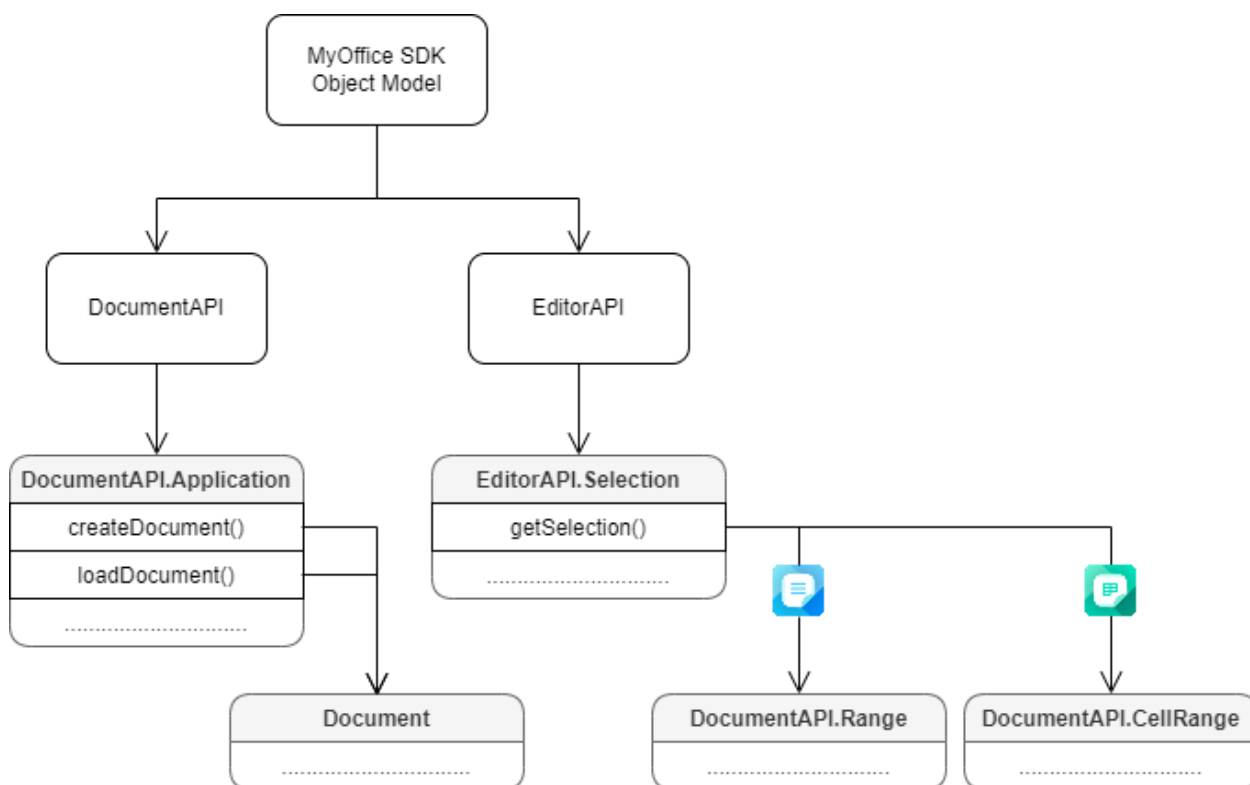 MyOffice SDK
Object Model
DocumentAPI
EditorAPI
DocumentAPI.Application
createDocument()
loadDocument()
..............................
EditorAPI.Selection
getSelection()
..............................
Document
..............................
DocumentAPI.Range
..............................
DocumentAPI.CellRange
..............................